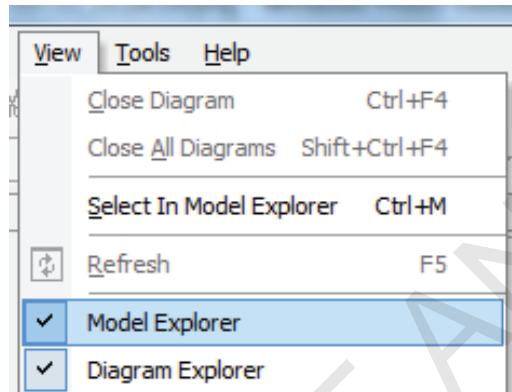 View Tools Help
Close Diagram Ctrl+F4
Close All Diagrams Shift+Ctrl+F4
Select In Model Explorer Ctrl+M
Refresh F5
Model Explorer
Diagram Explorer